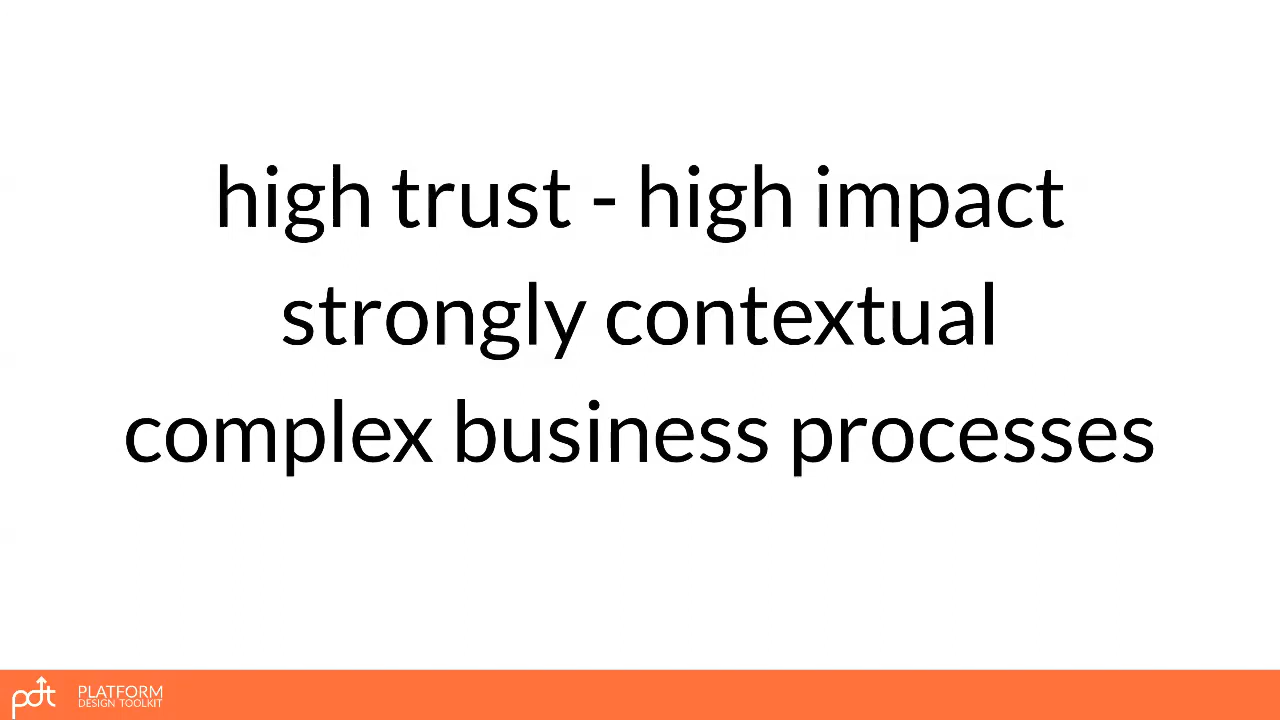 high trust - high impact
strongly contextual
complex business processes
pdt
PLATFORM
DESIGN TOOLKIT